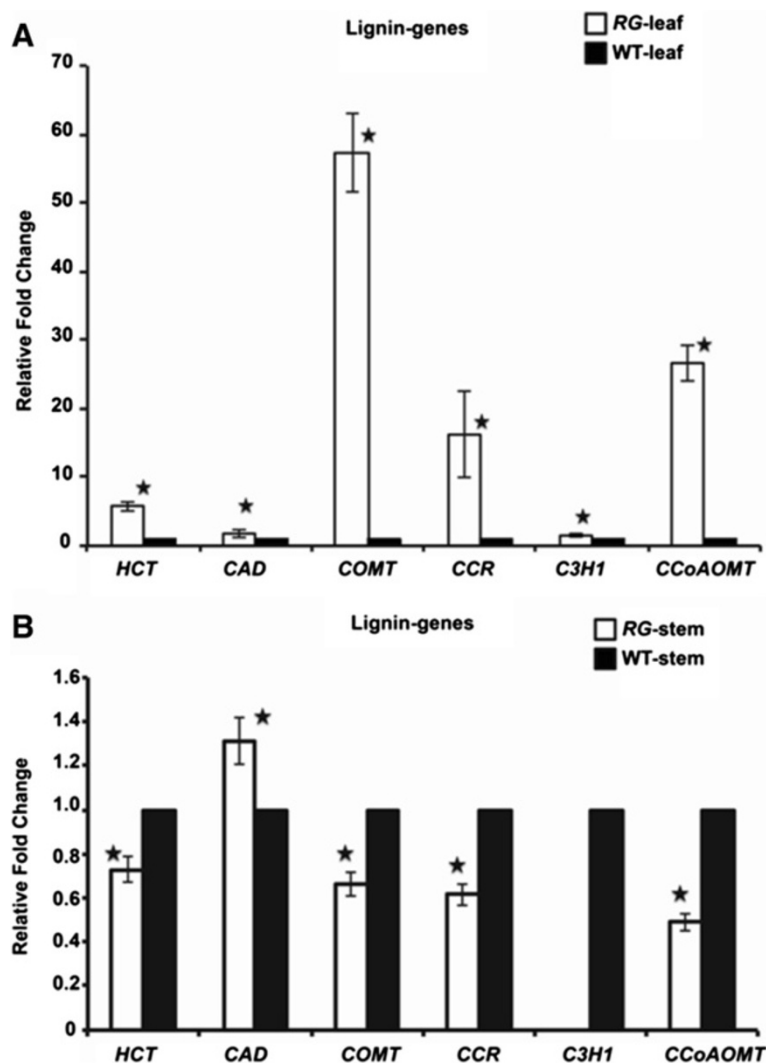 A
Lignin-genes
RG-leaf
WT-leaf
Relative Fold Change
70
60
50
40
30
20
10
0
HCT CAD COMT CCR C3H1 CCoAOMT
B
Lignin-genes
RG-stem
WT-stem
Relative Fold Change
1.6
1.4
1.2
1.0
0.8
0.6
0.4
0.2
0
HCT CAD COMT CCR C3H1 CCoAOMT